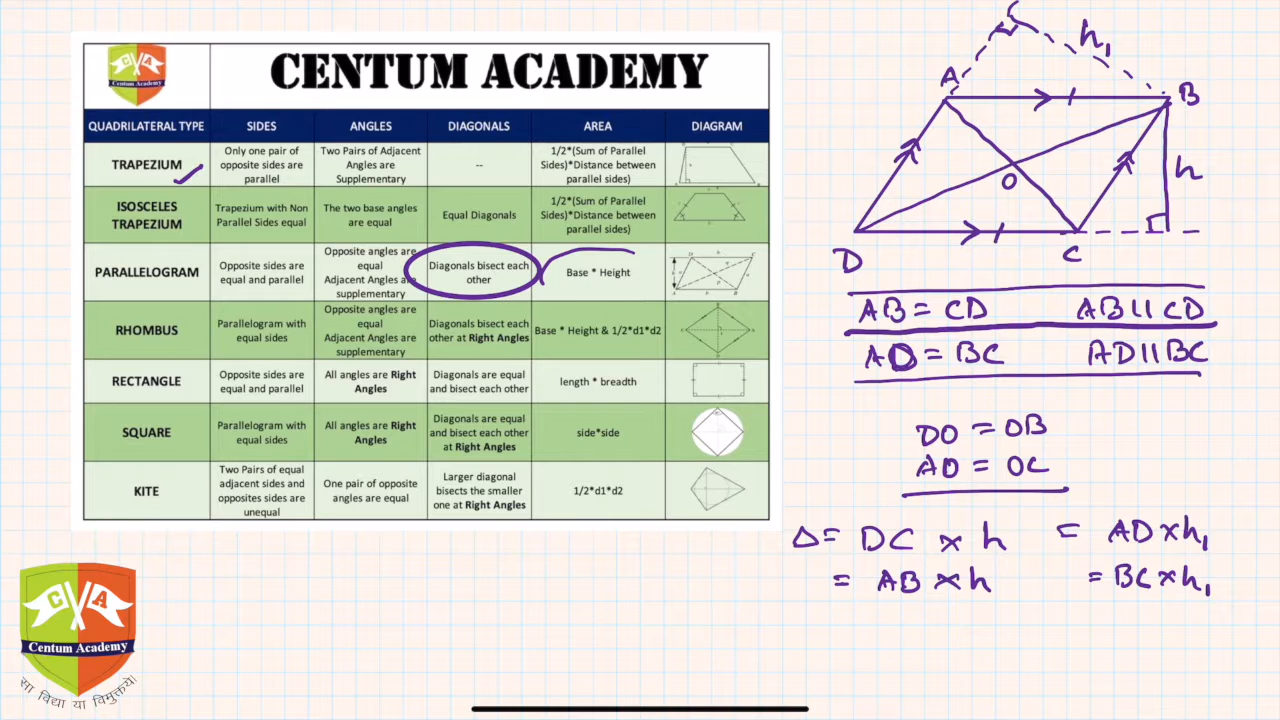 C A
Centum Academy
CENTUM ACADEMY
QUADRILATERAL TYPE SIDES ANGLES DIAGONALS AREA DIAGRAM
TRAPEZIUM
Only one pair of
opposite sides are
parallel
Two Pairs of Adjacent
Angles are
Supplementary
--
1/2*(Sum of Parallel
Sides)*Distance between
parallel sides)
ISOSCELES
TRAPEZIUM
Trapezium with Non
Parallel Sides equal
The two base angles
are equal
Equal Diagonals
1/2*(Sum of Parallel
Sides)*Distance between
parallel sides)
PARALLELOGRAM
Opposite sides are
equal and parallel
Opposite angles are
equal
Adjacent Angles are
supplementary
Diagonals bisect each
other
Base * Height
RHOMBUS
Parallelogram with
equal sides
Opposite angles are
equal
Adjacent Angles are
supplementary
Diagonals bisect each
other at Right Angles
Base * Height & 1/2*d1*d2
RECTANGLE
Opposite sides are
equal and parallel
All angles are Right
Angles
Diagonals are equal
and bisect each other
length * breadth
SQUARE
Parallelogram with
equal sides
All angles are Right
Angles
Diagonals are equal
and bisect each other
at Right Angles
side*side
KITE
Two Pairs of equal
adjacent sides and
opposites sides are
unequal
One pair of opposite
angles are equal
Larger diagonal
bisects the smaller
one at Right Angles
1/2*d1*d2
h₁
A
B
O
h
D
C
AB = CD AB || CD
AD = BC AD || BC
DO = OB
AO = OC
Δ = DC × h = AD × h₁
= AB × h = BC × h₁
C A
Centum Academy
सा विद्या या विमुक्तये